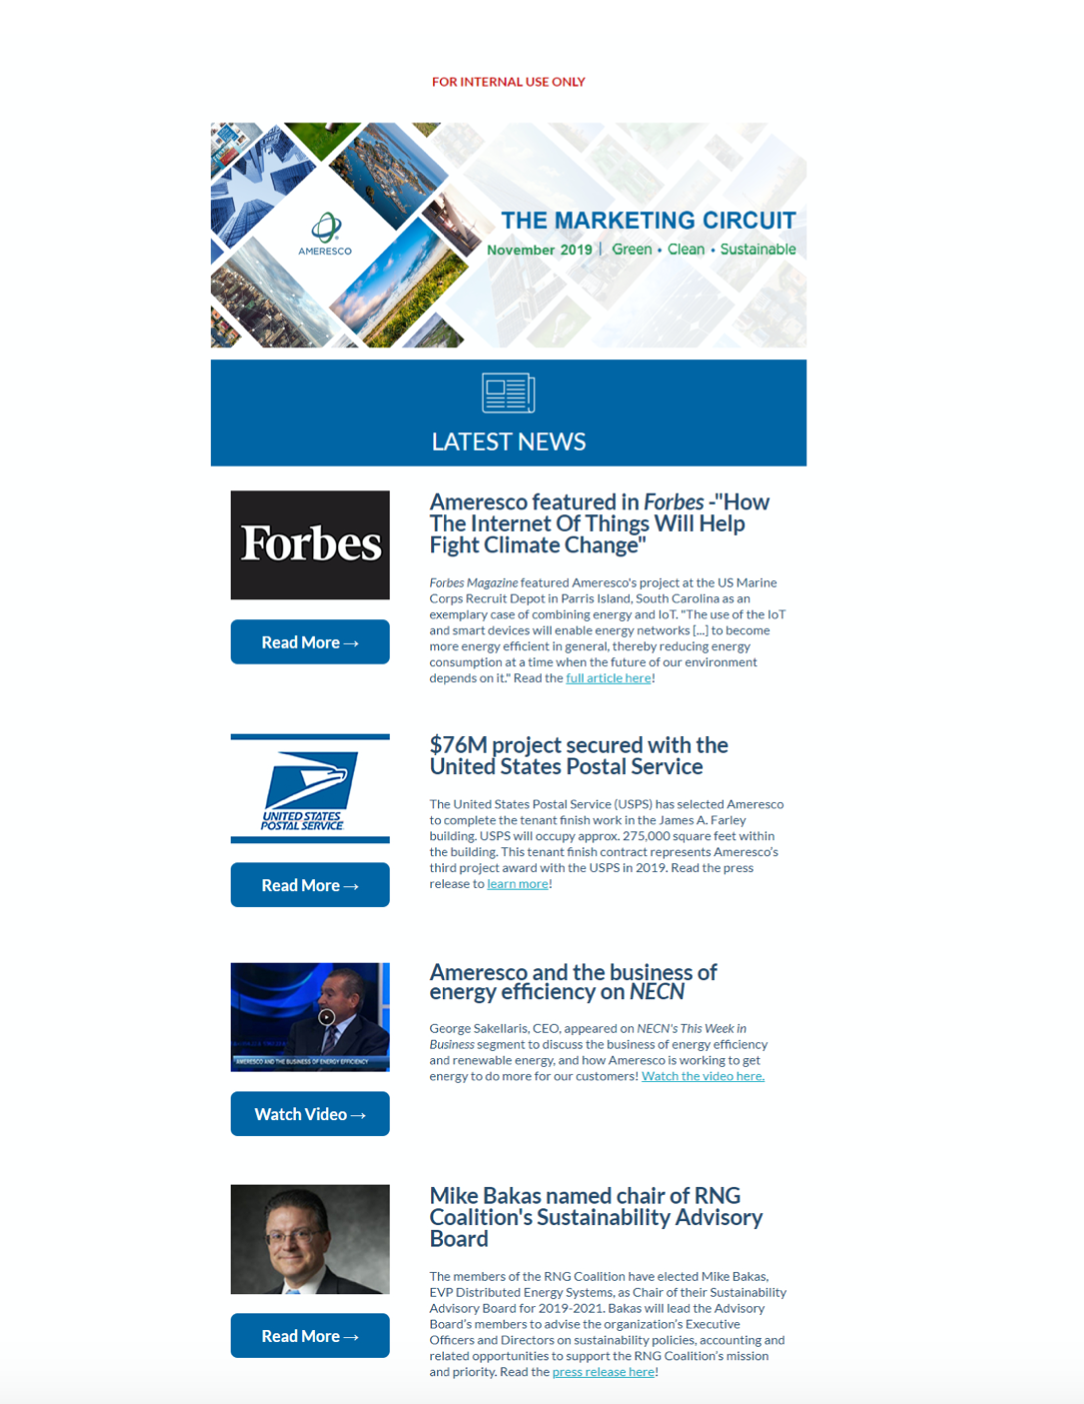 FOR INTERNAL USE ONLY
AMERESCO
THE MARKETING CIRCUIT
November 2019 | Green • Clean • Sustainable
LATEST NEWS
Forbes
Read More →
Ameresco featured in Forbes -"How
The Internet Of Things Will Help
Fight Climate Change"
Forbes Magazine featured Ameresco's project at the US Marine
Corps Recruit Depot in Parris Island, South Carolina as an
exemplary case of combining energy and IoT. "The use of the IoT
and smart devices will enable energy networks [...] to become
more energy efficient in general, thereby reducing energy
consumption at a time when the future of our environment
depends on it." Read the full article here!
UNITED STATES
POSTAL SERVICE
Read More →
$76M project secured with the
United States Postal Service
The United States Postal Service (USPS) has selected Ameresco
to complete the tenant finish work in the James A. Farley
building. USPS will occupy approx. 275,000 square feet within
the building. This tenant finish contract represents Ameresco's
third project award with the USPS in 2019. Read the press
release to learn more!
AMERESCO AND THE BUSINESS OF ENERGY EFFICIENCY
Watch Video →
Ameresco and the business of
energy efficiency on NECN
George Sakellaris, CEO, appeared on NECN's This Week in
Business segment to discuss the business of energy efficiency
and renewable energy, and how Ameresco is working to get
energy to do more for our customers! Watch the video here.
Read More →
Mike Bakas named chair of RNG
Coalition's Sustainability Advisory
Board
The members of the RNG Coalition have elected Mike Bakas,
EVP Distributed Energy Systems, as Chair of their Sustainability
Advisory Board for 2019-2021. Bakas will lead the Advisory
Board's members to advise the organization's Executive
Officers and Directors on sustainability policies, accounting and
related opportunities to support the RNG Coalition's mission
and priority. Read the press release here!